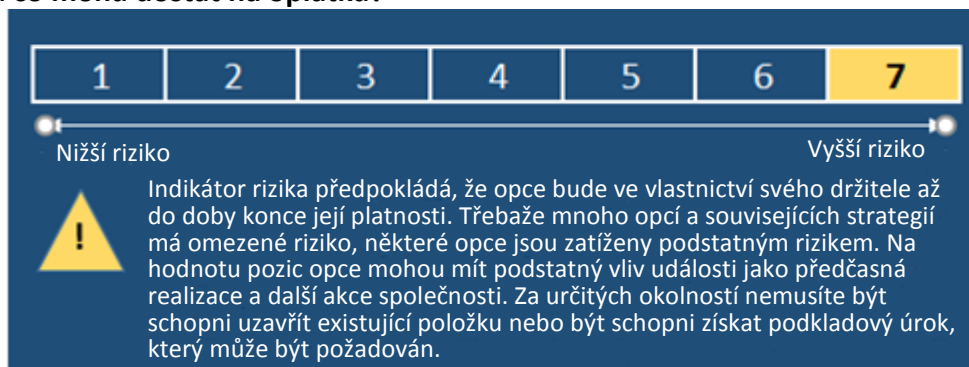 1 2 3 4 5 6 7
Nižší riziko Vyšší riziko
!
Indikátor rizika předpokládá, že opce bude ve vlastnictví svého držitele až
do doby konce její platnosti. Třebaže mnoho opcí a souvisejících strategií
má omezené riziko, některé opce jsou zatíženy podstatným rizikem. Na
hodnotu pozic opce mohou mít podstatný vliv události jako předčasná
realizace a další akce společnosti. Za určitých okolností nemusíte být
schopni uzavřít existující položku nebo být schopni získat podkladový úrok,
který může být požadován.